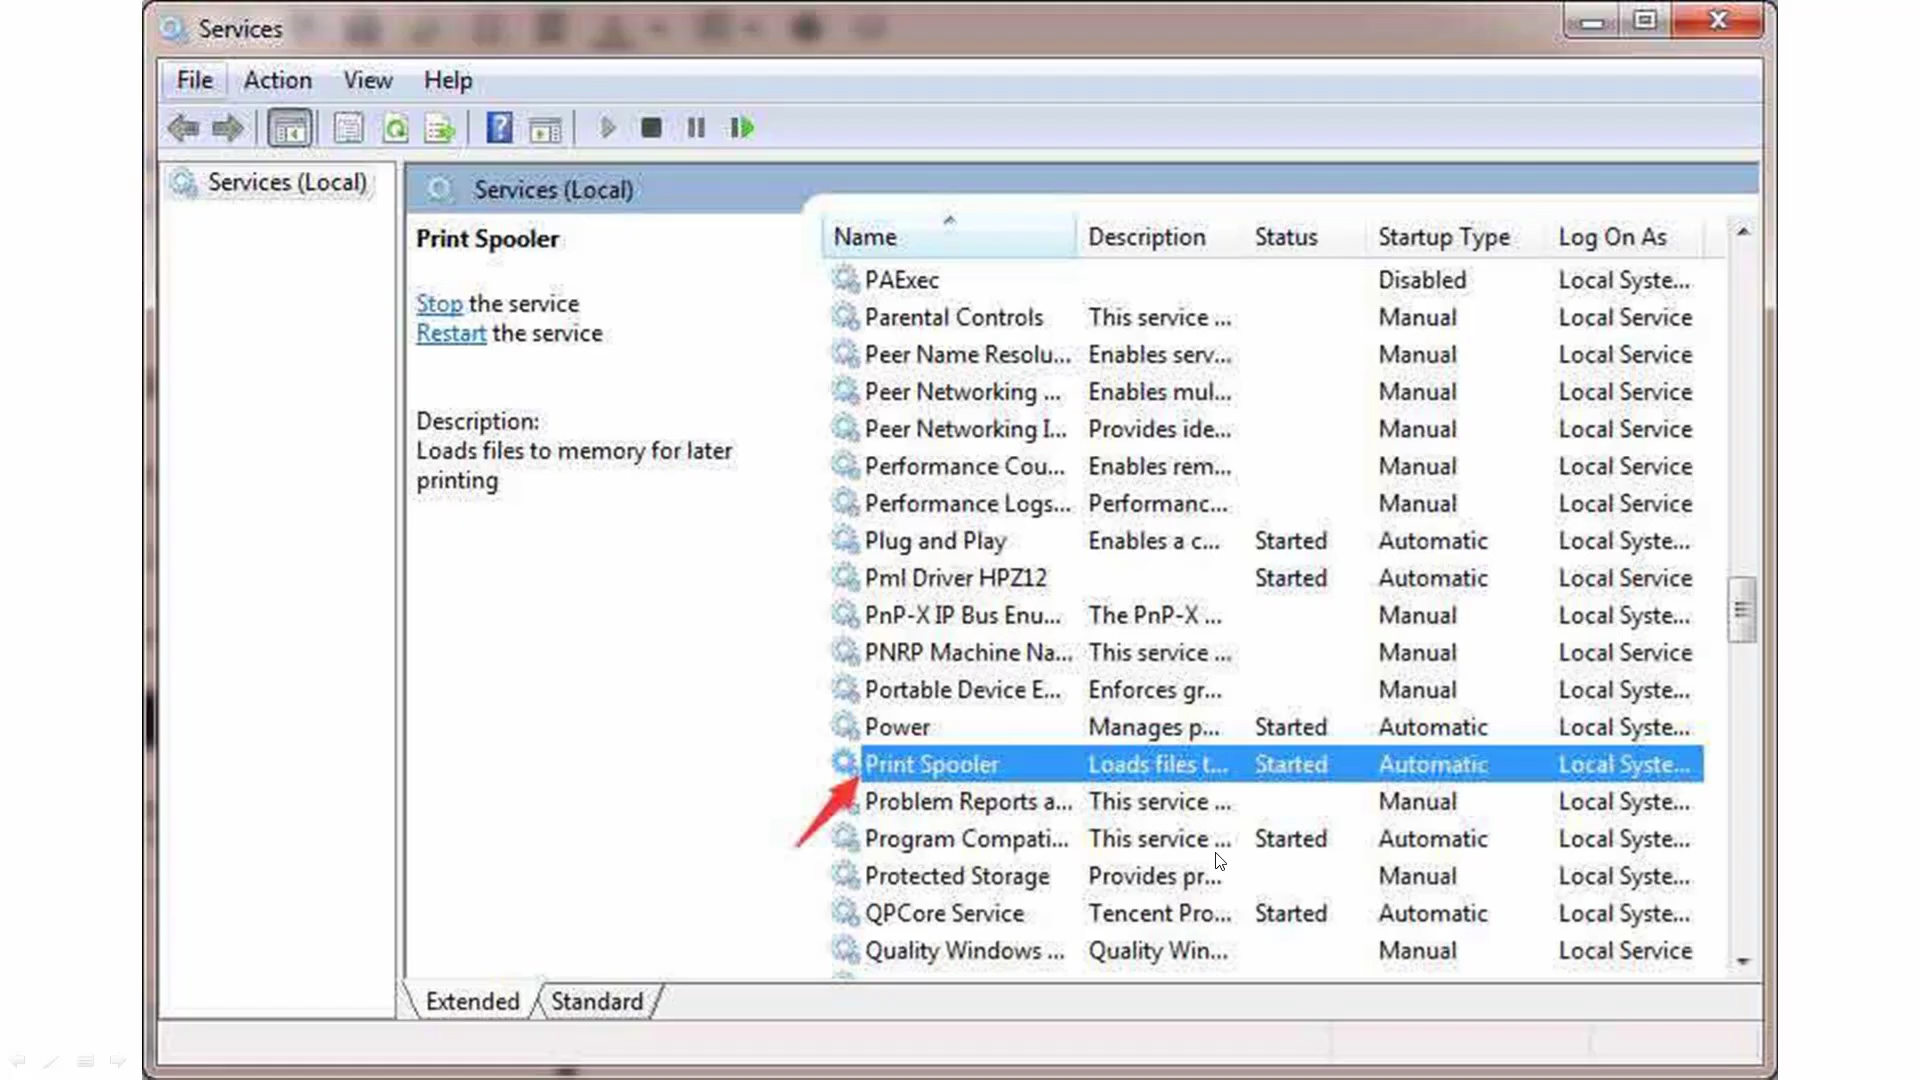 Services
File Action View Help
Services (Local)
Services (Local)
Print Spooler
Stop the service
Restart the service
Description:
Loads files to memory for later
printing
Name Description Status Startup Type Log On As
PAExec Disabled Local Syste...
Parental Controls This service ... Manual Local Service
Peer Name Resolu... Enables serv... Manual Local Service
Peer Networking ... Enables mul... Manual Local Service
Peer Networking I... Provides ide... Manual Local Service
Performance Cou... Enables rem... Manual Local Service
Performance Logs... Performanc... Manual Local Service
Plug and Play Enables a c... Started Automatic Local Syste...
Pml Driver HPZ12 Started Automatic Local Service
PnP-X IP Bus Enu... The PnP-X ... Manual Local Syste...
PNRP Machine Na... This service ... Manual Local Service
Portable Device E... Enforces gr... Manual Local Syste...
Power Manages p... Started Automatic Local Syste...
Print Spooler Loads files t... Started Automatic Local Syste...
Problem Reports a... This service ... Manual Local Syste...
Program Compati... This service ... Started Automatic Local Syste...
Protected Storage Provides pr... Manual Local Syste...
QPCore Service Tencent Pro... Started Automatic Local Syste...
Quality Windows ... Quality Win... Manual Local Service
Extended Standard